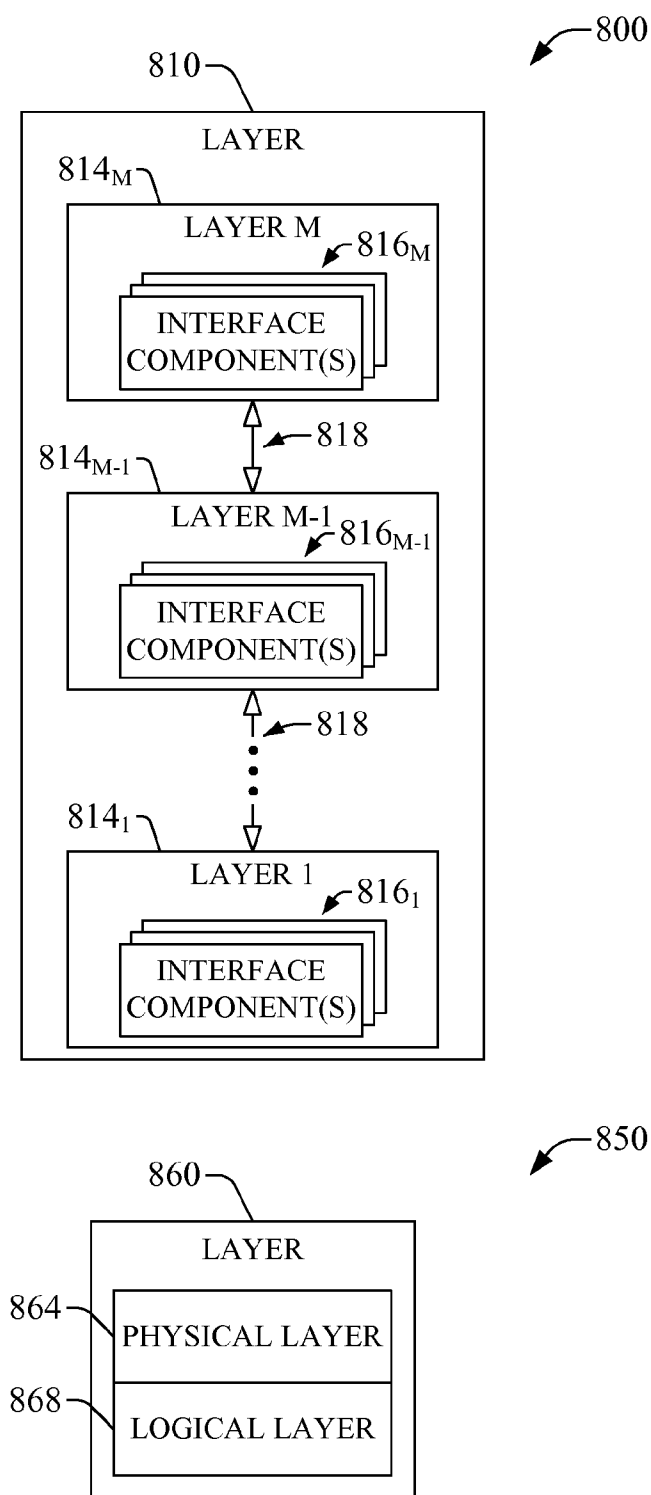 800
810
LAYER
814M
LAYER M
816M
INTERFACE
COMPONENT(S)
818
814M-1
LAYER M-1
816M-1
INTERFACE
COMPONENT(S)
818
8141
LAYER 1
8161
INTERFACE
COMPONENT(S)
850
860
LAYER
864
PHYSICAL LAYER
868
LOGICAL LAYER